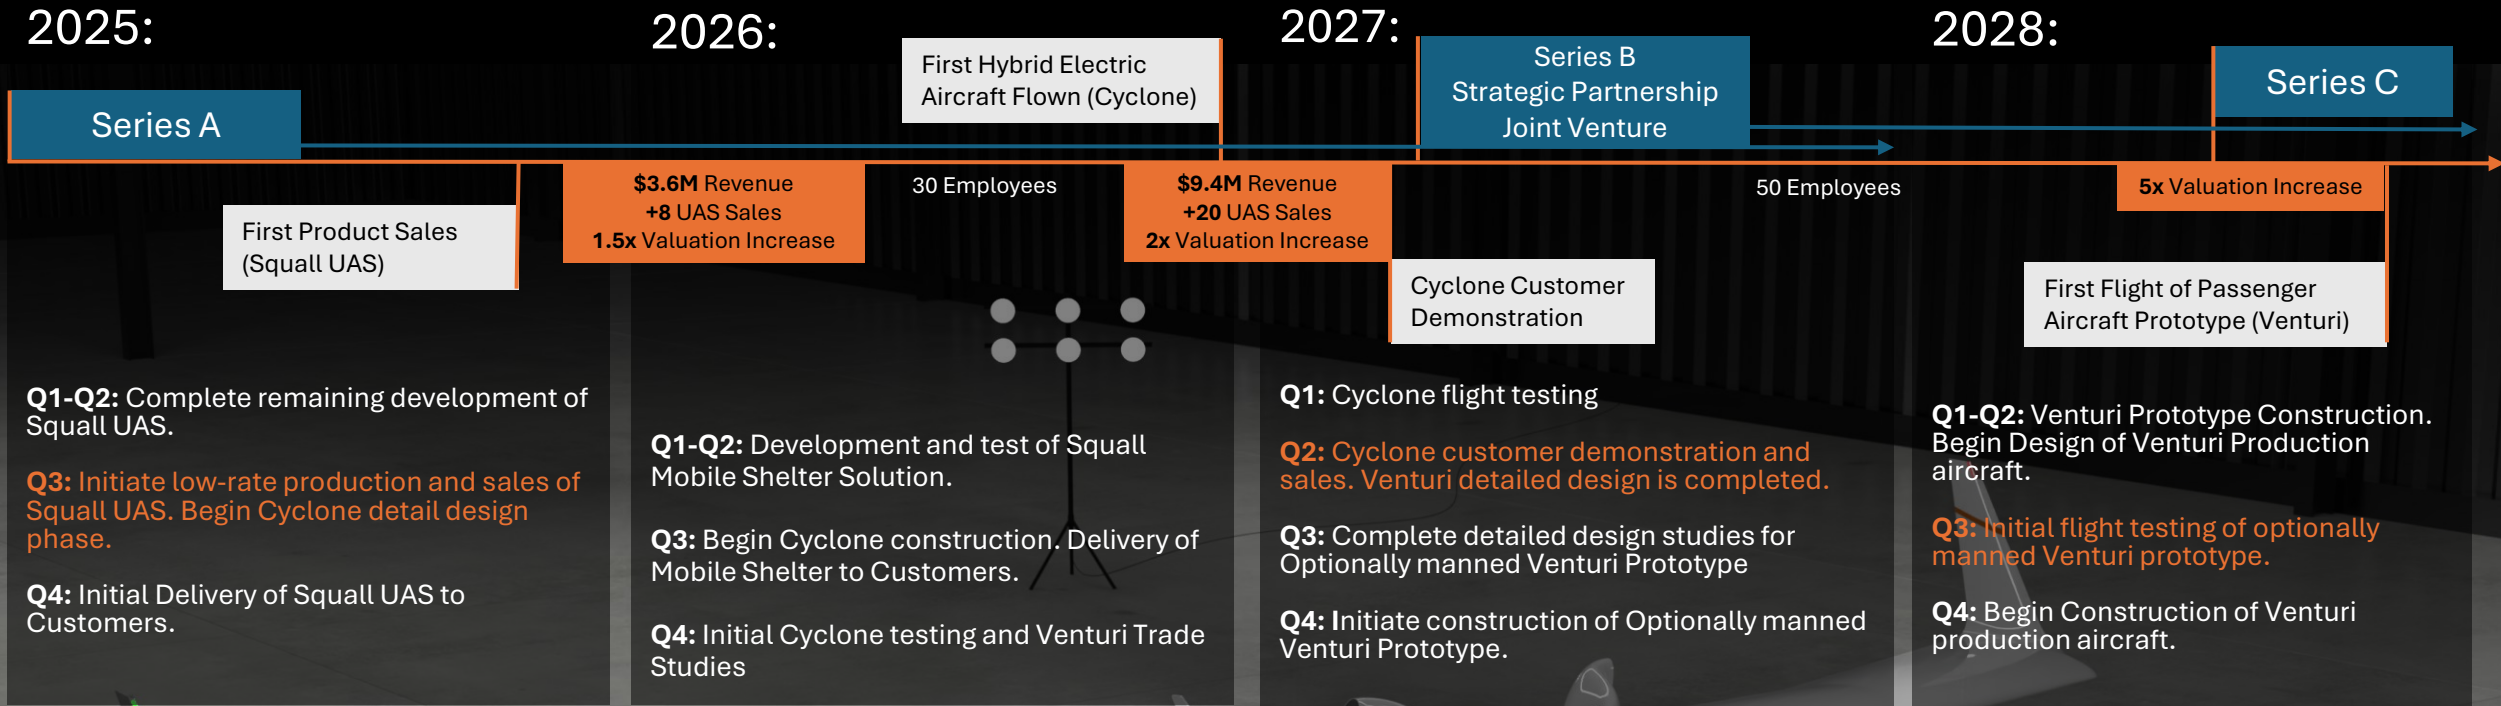 2025:
2026:
2027:
2028:
Series A
First Hybrid Electric
Aircraft Flown (Cyclone)
Series B
Strategic Partnership
Joint Venture
Series C
First Product Sales
(Squall UAS)
$3.6M Revenue
+8 UAS Sales
1.5x Valuation Increase
30 Employees
$9.4M Revenue
+20 UAS Sales
2x Valuation Increase
Cyclone Customer
Demonstration
50 Employees
5x Valuation Increase
First Flight of Passenger
Aircraft Prototype (Venturi)
Q1-Q2: Complete remaining development of
Squall UAS.
Q3: Initiate low-rate production and sales of
Squall UAS. Begin Cyclone detail design
phase.
Q4: Initial Delivery of Squall UAS to
Customers.
Q1-Q2: Development and test of Squall
Mobile Shelter Solution.
Q3: Begin Cyclone construction. Delivery of
Mobile Shelter to Customers.
Q4: Initial Cyclone testing and Venturi Trade
Studies
Q1: Cyclone flight testing
Q2: Cyclone customer demonstration and
sales. Venturi detailed design is completed.
Q3: Complete detailed design studies for
Optionally manned Venturi Prototype
Q4: Initiate construction of Optionally manned
Venturi Prototype.
Q1-Q2: Venturi Prototype Construction.
Begin Design of Venturi Production
aircraft.
Q3: Initial flight testing of optionally
manned Venturi prototype.
Q4: Begin Construction of Venturi
production aircraft.